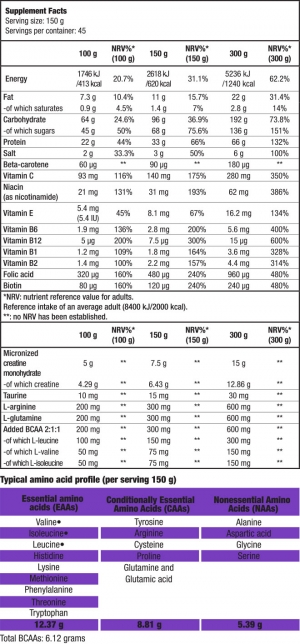 Supplement Facts
Serving size: 150 g
Servings per container: 45
100 g NRV%* (100 g) 150 g NRV%* (150 g) 300 g NRV%* (300 g)
Energy 1746 kJ /413 kcal 20.7% 2618 kJ /620 kcal 31.1% 5236 kJ /1240 kcal 62.2%
Fat 7.3 g 10.4% 11 g 15.7% 22 g 31.4%
-of which saturates 0.9 g 4.5% 1.4 g 7% 2.8 g 14%
Carbohydrate 64 g 24.6% 96 g 36.9% 192 g 73.8%
-of which sugars 45 g 50% 68 g 75.6% 136 g 151%
Protein 22 g 44% 33 g 66% 66 g 132%
Salt 2 g 33.3% 3 g 50% 6 g 100%
Beta-carotene 60 µg ** 90 µg ** 180 µg **
Vitamin C 93 mg 116% 140 mg 175% 280 mg 350%
Niacin (as nicotinamide) 21 mg 131% 31 mg 193% 62 mg 386%
Vitamin E 5.4 mg (5.4 IU) 45% 8.1 mg 67% 16.2 mg 134%
Vitamin B6 1.9 mg 136% 2.8 mg 200% 5.6 mg 400%
Vitamin B12 5 µg 200% 7.5 µg 300% 15 µg 600%
Vitamin B1 1.2 mg 109% 1.8 mg 164% 3.6 mg 328%
Vitamin B2 1.4 mg 100% 2.2 mg 157% 4.4 mg 314%
Folic acid 320 µg 160% 480 µg 240% 960 µg 480%
Biotin 80 µg 160% 120 µg 240% 240 µg 480%
*NRV: nutrient reference value for adults.
Reference intake of an average adult (8400 kJ/2000 kcal).
**: no NRV has been established.
100 g NRV%* (100 g) 150 g NRV%* (150 g) 300 g NRV%* (300 g)
Micronized creatine monohydrate 5 g ** 7.5 g ** 15 g **
-of which creatine 4.29 g ** 6.43 g ** 12.86 g **
Taurine 10 mg ** 15 mg ** 30 mg **
L-arginine 200 mg ** 300 mg ** 600 mg **
L-glutamine 200 mg ** 300 mg ** 600 mg **
Added BCAA 2:1:1 200 mg ** 300 mg ** 600 mg **
-of which L-leucine 100 mg ** 150 mg ** 300 mg **
-of which L-valine 50 mg ** 75 mg ** 150 mg **
-of which L-isoleucine 50 mg ** 75 mg ** 150 mg **
Typical amino acid profile (per serving 150 g)
Essential amino acids (EAAs) Conditionally Essential Amino Acids (CAAs) Nonessential Amino Acids (NAAs)
Valine● Tyrosine Alanine
Isoleucine● Arginine Aspartic acid
Leucine● Cysteine Glycine
Histidine Proline Serine
Lysine Glutamine and
Methionine Glutamic acid
Phenylalanine
Threonine
Tryptophan
12.37 g 8.81 g 5.39 g
Total BCAAs: 6.12 grams